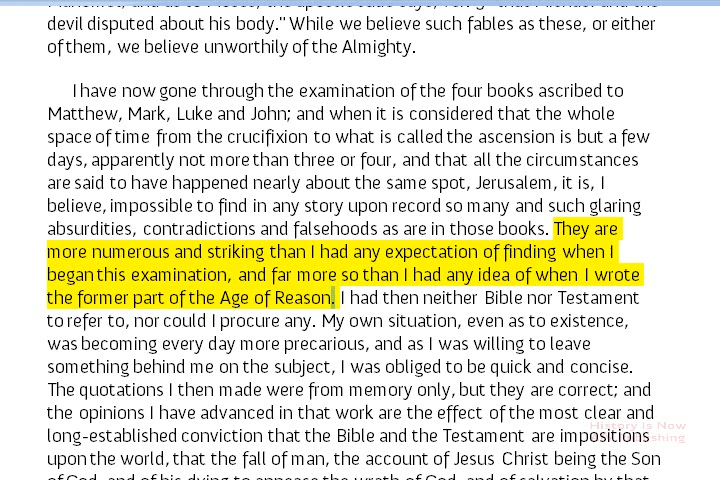 devil disputed about his body." While we believe such fables as these, or either
of them, we believe unworthily of the Almighty.
I have now gone through the examination of the four books ascribed to
Matthew, Mark, Luke and John; and when it is considered that the whole
space of time from the crucifixion to what is called the ascension is but a few
days, apparently not more than three or four, and that all the circumstances
are said to have happened nearly about the same spot, Jerusalem, it is, I
believe, impossible to find in any story upon record so many and such glaring
absurdities, contradictions and falsehoods as are in those books. They are
more numerous and striking than I had any expectation of finding when I
began this examination, and far more so than I had any idea of when I wrote
the former part of the Age of Reason. I had then neither Bible nor Testament
to refer to, nor could I procure any. My own situation, even as to existence,
was becoming every day more precarious, and as I was willing to leave
something behind me on the subject, I was obliged to be quick and concise.
The quotations I then made were from memory only, but they are correct; and
the opinions I have advanced in that work are the effect of the most clear and
History Is Now
long-established conviction that the Bible and the Testament are impositions
upon the world, that the fall of man, the account of Jesus Christ being the Son